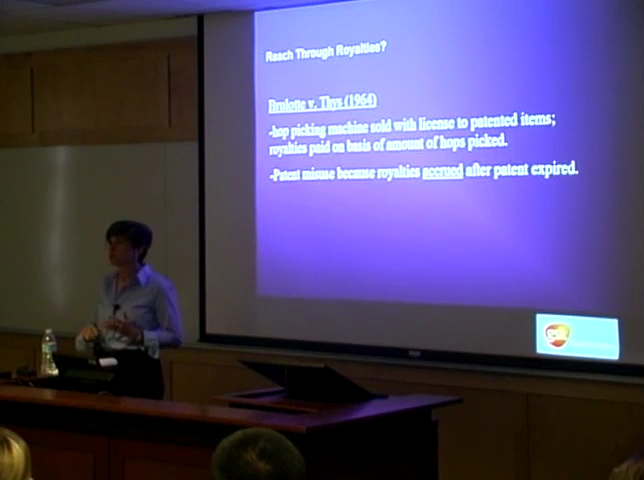 Reach Through Royalties?
Brulotte v. Thys (1964)
-hop picking machine sold with license to patented items;
royalties paid on basis of amount of hops picked.
-Patent misuse because royalties accrued after patent expired.